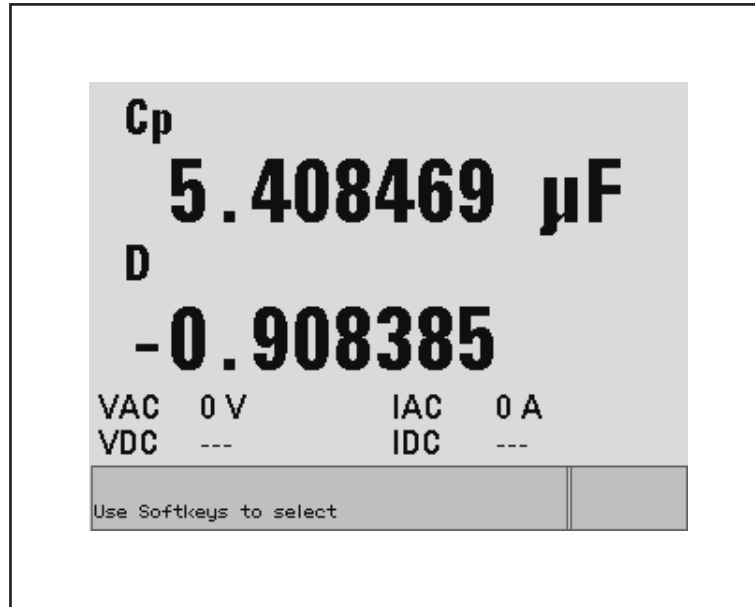 Cp
5.408469 µF
D
-0.908385
VAC 0 V IAC 0 A
VDC --- IDC ---
Use Softkeys to select